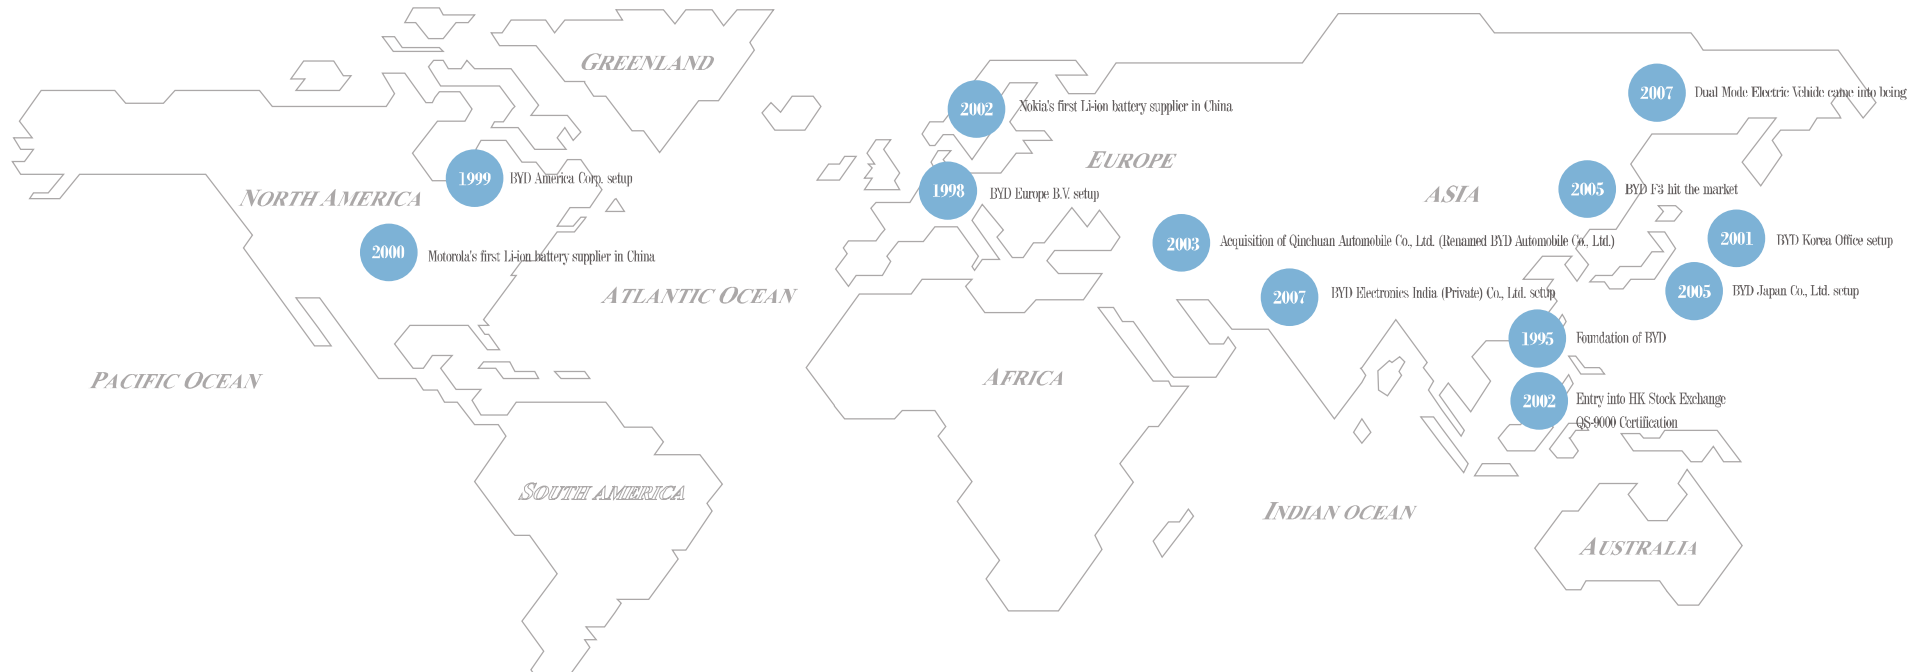 GREENLAND
2007 Dual Mode Electric Vehide came into being
2002 Nokia's first Li-ion battery supplier in China
EUROPE
1999 BYD America Corp. setup
NORTH AMERICA
1998 BYD Europe B.V. setup
ASIA
2005 BYD F3 hit the market
2001 BYD Korea Office setup
2003 Acquisition of Qinchuan Automobile Co., Ltd. (Renamed BYD Automobile Co., Ltd.)
2000 Motorola's first Li-ion battery supplier in China
ATLANTIC OCEAN
2007 BYD Electronics India (Private) Co., Ltd. setup
2005 BYD Japan Co., Ltd. setup
1995 Foundation of BYD
PACIFIC OCEAN
AFRICA
2002 Entry into HK Stock Exchange
QS-9000 Certification
SOUTH AMERICA
INDIAN OCEAN
AUSTRALIA